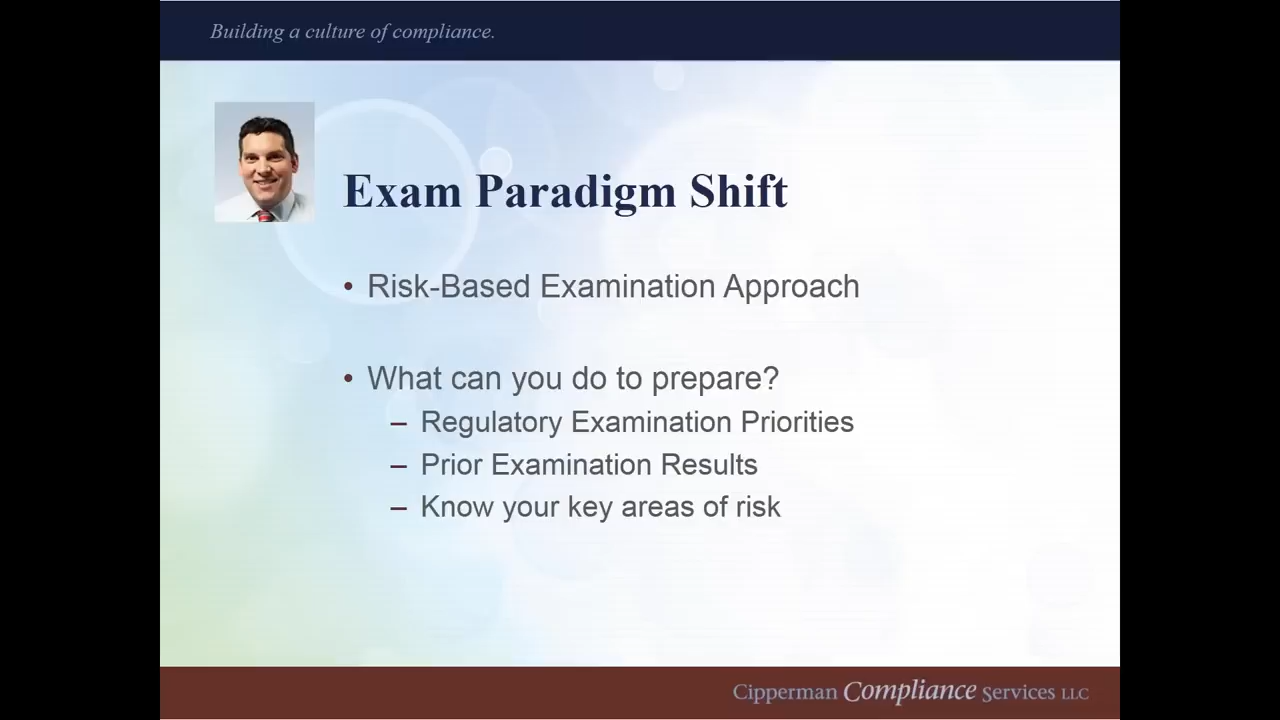 Building a culture of compliance.
Exam Paradigm Shift
• Risk-Based Examination Approach
• What can you do to prepare?
– Regulatory Examination Priorities
– Prior Examination Results
– Know your key areas of risk
Cipperman Compliance Services LLC